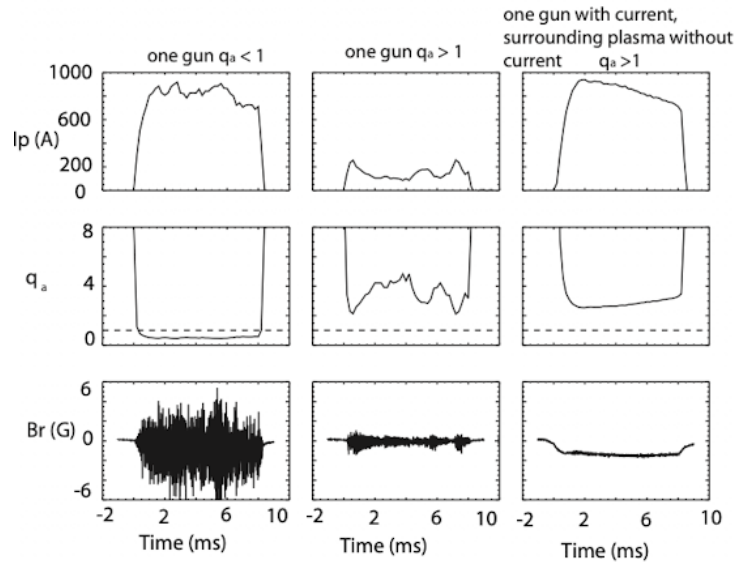 one gun with current,
surrounding plasma without
one gun qa < 1
one gun qa > 1
current qa >1
1000
600
Ip (A)
200
0
8
qa
4
0
6
Br (G)
0
-6
-2 2 6 10
-2 2 6 10
-2 2 6 10
Time (ms)
Time (ms)
Time (ms)